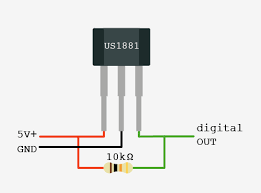 US1881
5V+
GND
10kΩ
digital
OUT